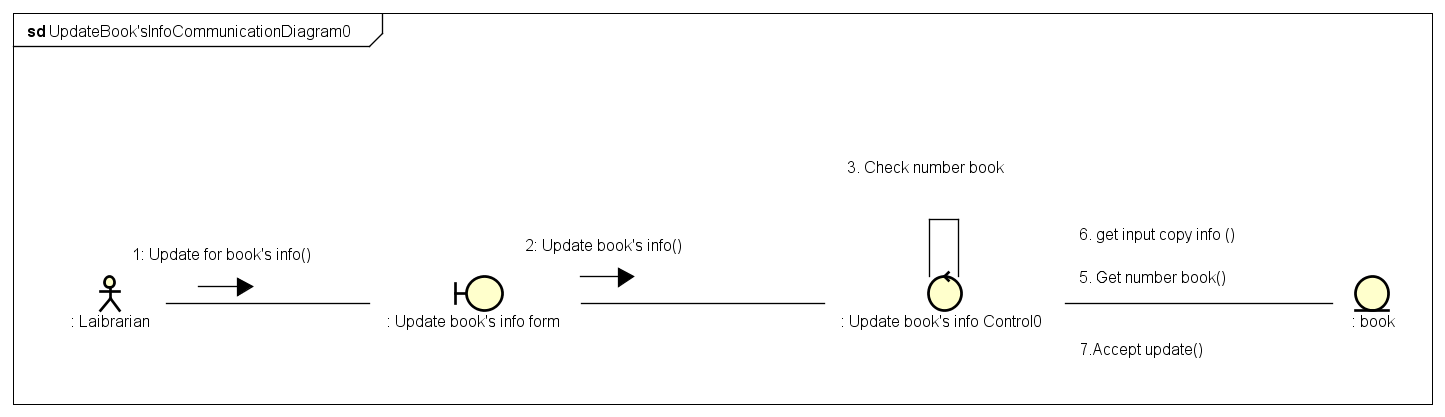 sd UpdateBook'sInfoCommunicationDiagram0
3. Check number book
1: Update for book's info()
2: Update book's info()
6. get input copy info ()
5. Get number book()
: Laibrarian
: Update book's info form
: Update book's info Control0
: book
7.Accept update()